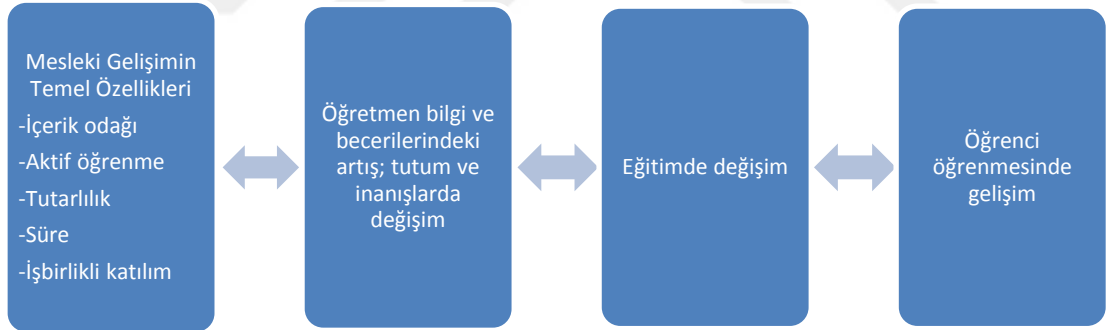 Mesleki Gelişimin
Temel Özellikleri
-İçerik odağı
-Aktif öğrenme
-Tutarlılık
-Süre
-İşbirlikli katılım
Öğretmen bilgi ve
becerilerindeki
artış; tutum ve
inanışlarda
değişim
Eğitimde değişim
Öğrenci
öğrenmesinde
gelişim